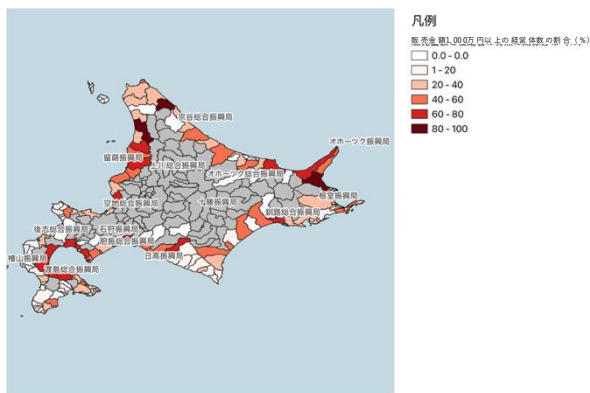 凡例
販売金額1,000万円以上の経営体数の割合（%）
0.0 - 0.0
1 - 20
20 - 40
40 - 60
60 - 80
80 - 100
宗谷総合振興局
オホーツク振興局
留萌振興局
上川総合振興局
オホーツク総合振興局
根室振興局
空知総合振興局
十勝振興局
釧路総合振興局
後志総合振興局
石狩振興局
胆振総合振興局
日高振興局
檜山振興局
渡島総合振興局